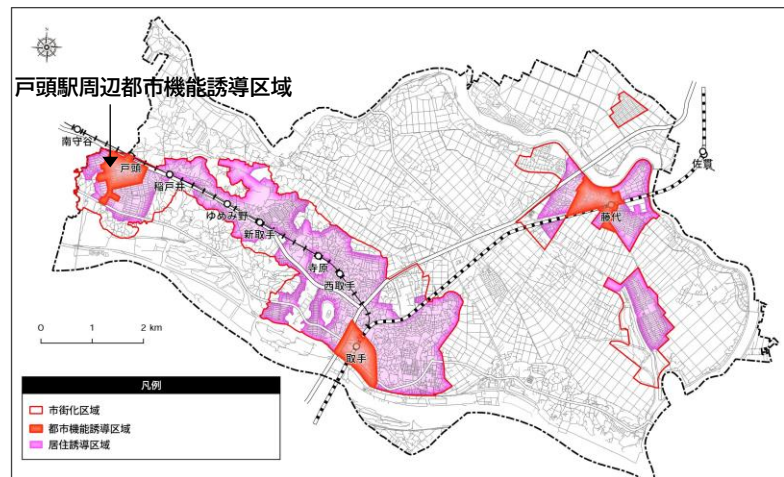 戸頭駅周辺都市機能誘導区域
南守谷
戸頭
稲戸井
ゆめみ野
新取手
寺原
西取手
取手
藤代
佐貫
0 1 2 km
凡例
市街化区域
都市機能誘導区域
居住誘導区域